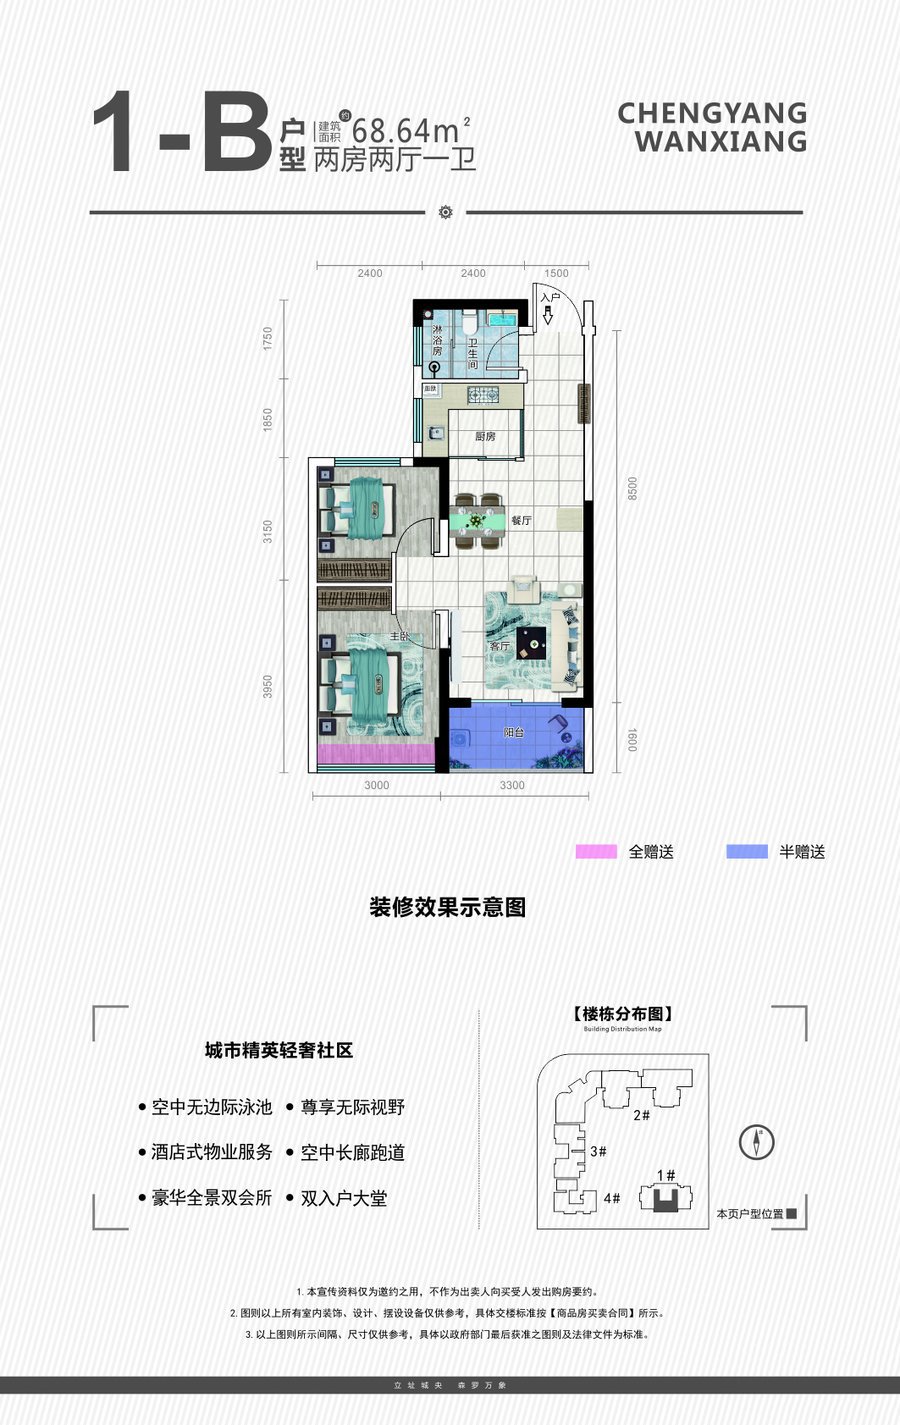 1-B
户型
建筑面积
约
68.64m²
两房两厅一卫
CHENGYANG
WANXIANG
2400
2400
1500
入户
1750
淋浴房
卫生间
1850
厨房
8500
3150
餐厅
主卧
客厅
3950
阳台
1600
3000
3300
全赠送
半赠送
装修效果示意图
城市精英轻奢社区
• 空中无边际泳池
• 尊享无际视野
• 酒店式物业服务
• 空中长廊跑道
• 豪华全景双会所
• 双入户大堂
【楼栋分布图】
Building Distribution Map
2#
3#
1#
4#
北
本页户型位置
1. 本宣传资料仅为邀约之用，不作为出卖人向买受人发出购房要约。
2. 图则以上所有室内装饰、设计、摆设设备仅供参考，具体交楼标准按【商品房买卖合同】所示。
3. 以上图则所示间隔、尺寸仅供参考，具体以政府部门最后获准之图则及法律文件为标准。
立址城央 森罗万象